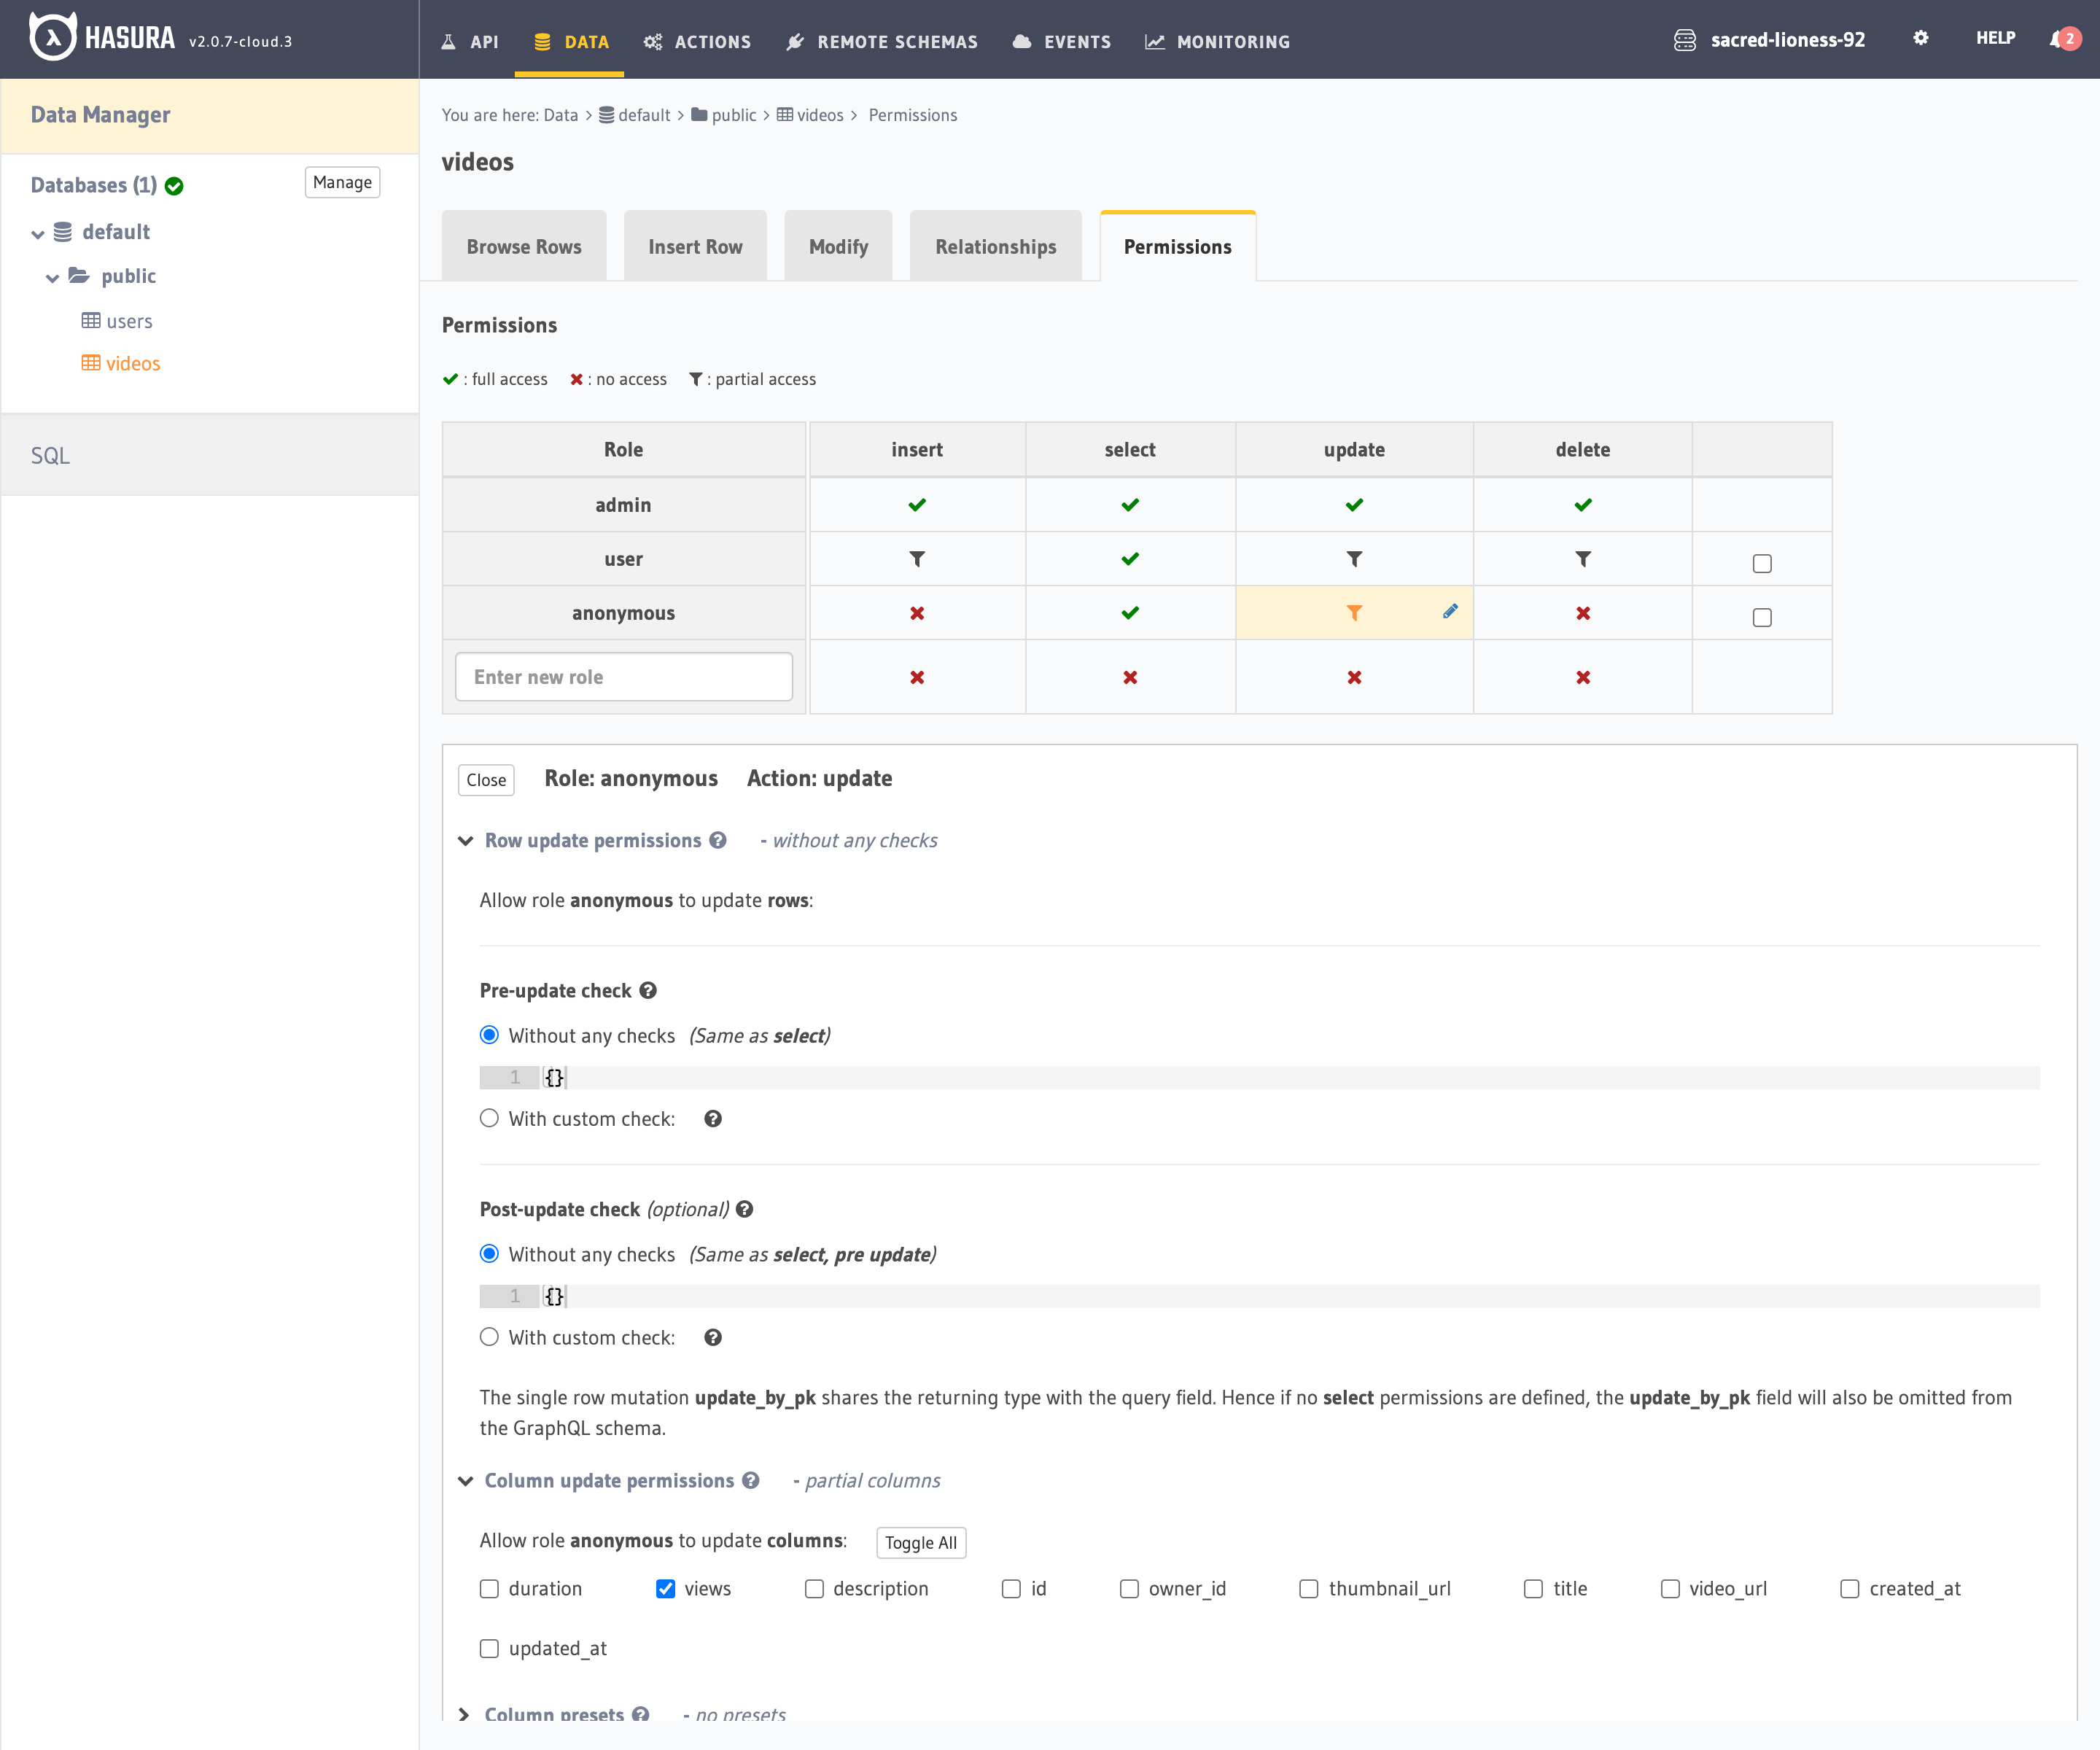 HASURA v2.0.7-cloud.3
API DATA ACTIONS REMOTE SCHEMAS EVENTS MONITORING
sacred-lioness-92 HELP 2
Data Manager
Databases (1) Manage
default
public
users
videos
SQL
You are here: Data > default > public > videos > Permissions
videos
Browse Rows Insert Row Modify Relationships Permissions
Permissions
: full access : no access : partial access
Role insert select update delete
admin
user
anonymous
Enter new role
Close Role: anonymous Action: update
Row update permissions - without any checks
Allow role anonymous to update rows:
Pre-update check
Without any checks (Same as select)
1 {}
With custom check:
Post-update check (optional)
Without any checks (Same as select, pre update)
1 {}
With custom check:
The single row mutation update_by_pk shares the returning type with the query field. Hence if no select permissions are defined, the update_by_pk field will also be omitted from
the GraphQL schema.
Column update permissions - partial columns
Allow role anonymous to update columns: Toggle All
duration views description id owner_id thumbnail_url title video_url created_at
updated_at
Column presets - no presets